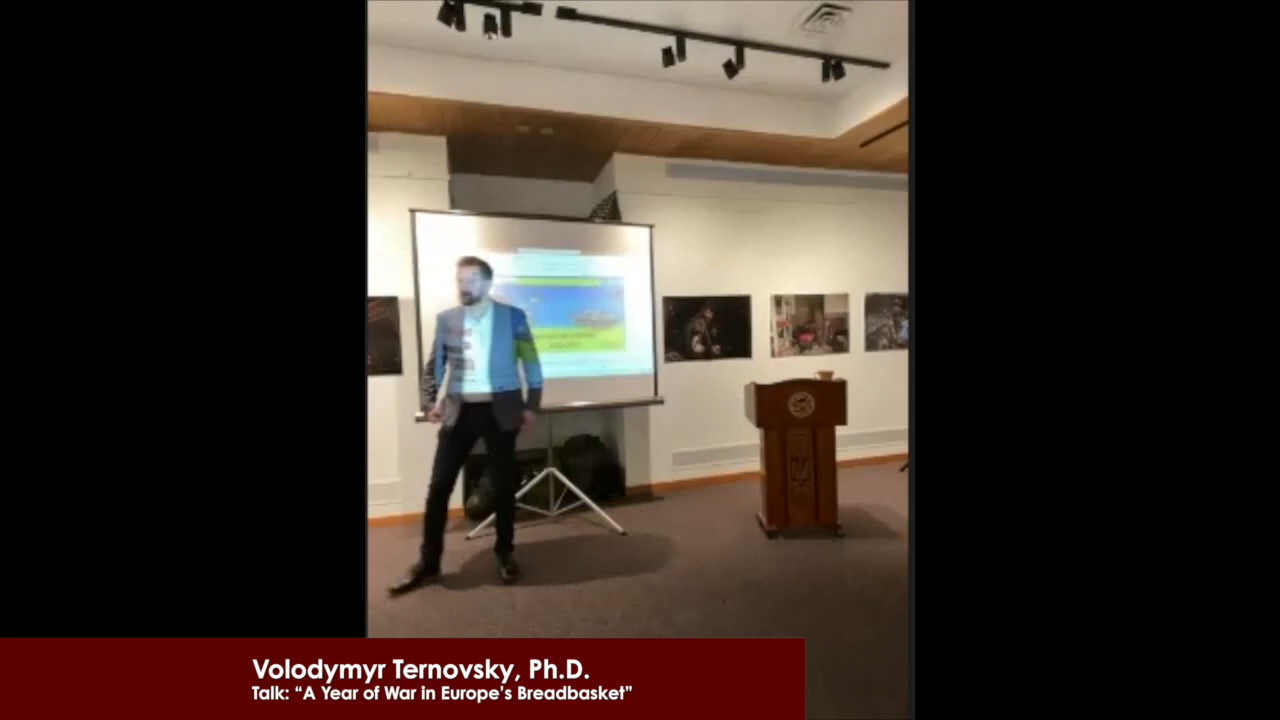 Volodymyr Ternovsky, Ph.D.
Talk: “A Year of War in Europe’s Breadbasket”